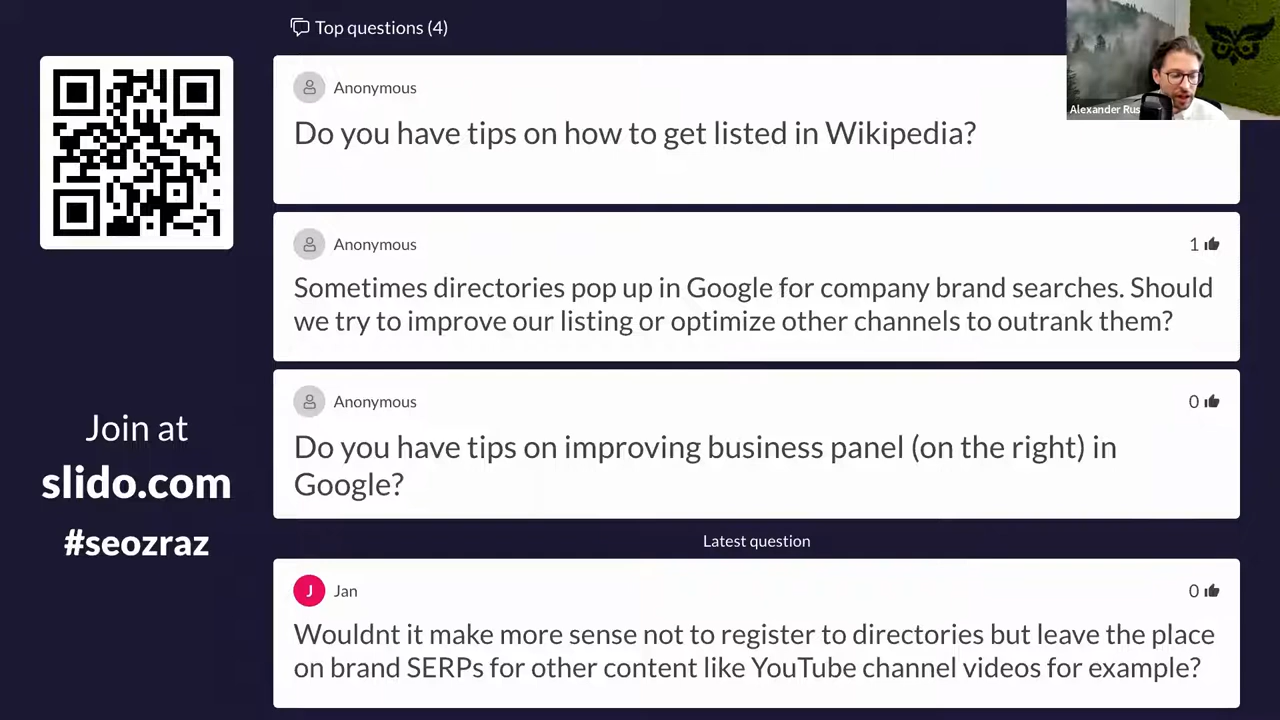 Top questions (4)
Anonymous
Do you have tips on how to get listed in Wikipedia?
Alexander Rus
Anonymous
1
Sometimes directories pop up in Google for company brand searches. Should
we try to improve our listing or optimize other channels to outrank them?
Anonymous
0
Do you have tips on improving business panel (on the right) in
Google?
Join at
slido.com
#seozraz
Latest question
J
Jan
0
Wouldnt it make more sense not to register to directories but leave the place
on brand SERPs for other content like YouTube channel videos for example?